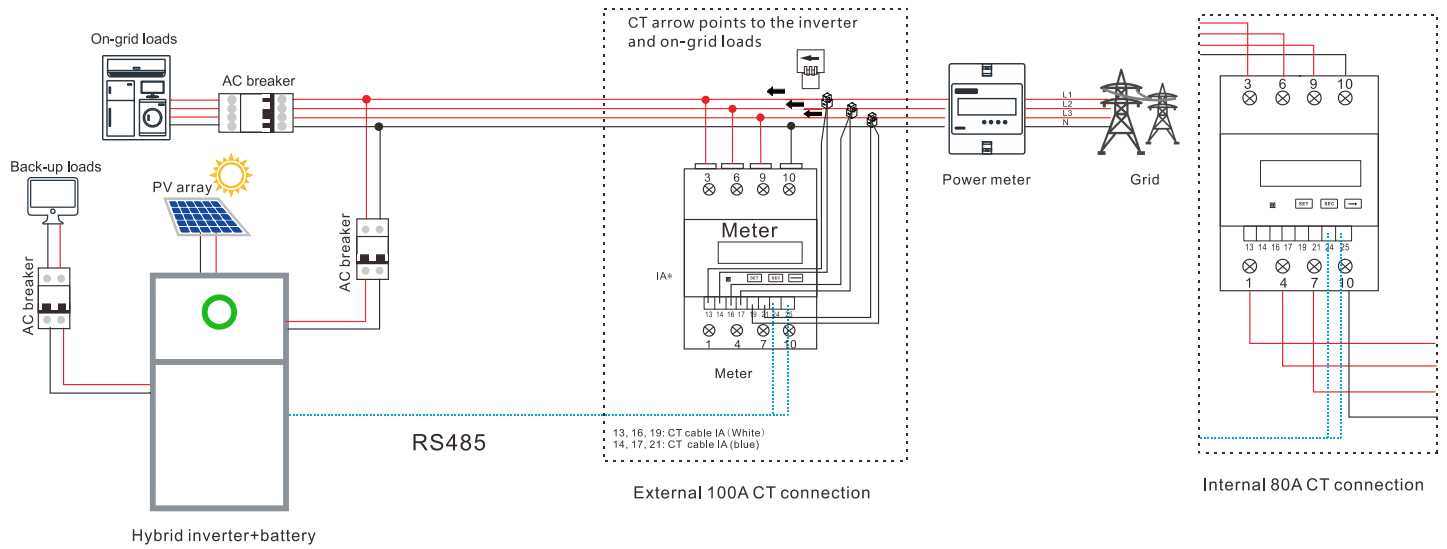 On-grid loads
AC breaker
CT arrow points to the inverter
and on-grid loads
L1
L2
L3
N
Power meter
Grid
3 6 9 10
Back-up loads
PV array
AC breaker
AC breaker
3 6 9 10
Meter
IA*
SET SEC
13 14 16 17 19 21 24 25
1 4 7 10
Meter
SET SEC →
13 14 16 17 19 21 24 25
1 4 7 10
RS485
13, 16, 19: CT cable IA (White)
14, 17, 21: CT cable IA (blue)
External 100A CT connection
Internal 80A CT connection
Hybrid inverter+battery